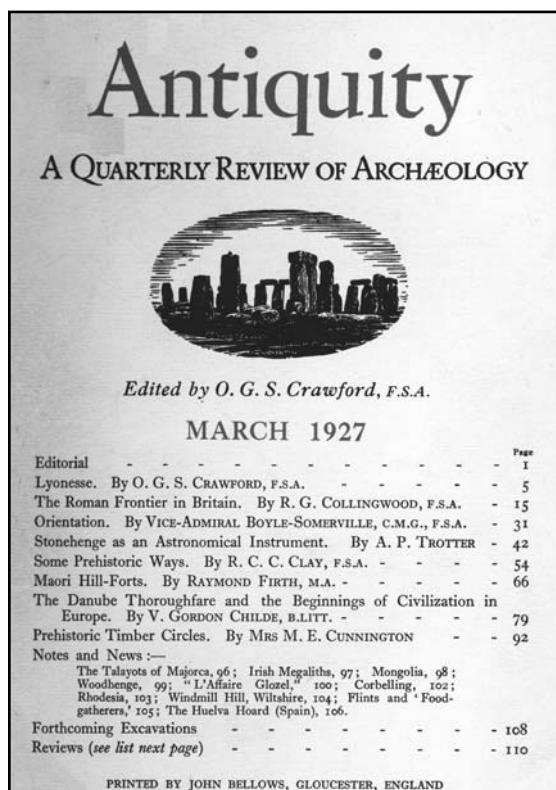 Antiquity
A QUARTERLY REVIEW OF ARCHÆOLOGY
Edited by O. G. S. Crawford, F.S.A.
MARCH 1927
Page
Editorial - - - - - - - - - - - 1
Lyonesse. By O. G. S. CRAWFORD, F.S.A. - - - - - 5
The Roman Frontier in Britain. By R. G. COLLINGWOOD, F.S.A. - 15
Orientation. By VICE-ADMIRAL BOYLE-SOMERVILLE, C.M.G., F.S.A. - 31
Stonehenge as an Astronomical Instrument. By A. P. TROTTER - 42
Some Prehistoric Ways. By R. C. C. CLAY, F.S.A. - - - - 54
Maori Hill-Forts. By RAYMOND FIRTH, M.A. - - - - - 66
The Danube Thoroughfare and the Beginnings of Civilization in
Europe. By V. GORDON CHILDE, B.LITT. - - - - - 79
Prehistoric Timber Circles. By MRS M. E. CUNNINGTON - - 92
Notes and News :—
The Talayots of Majorca, 96 ; Irish Megaliths, 97 ; Mongolia, 98 ;
Woodhenge, 99 ; " L'Affaire Glozel," 100 ; Corbelling, 102 ;
Rhodesia, 103 ; Windmill Hill, Wiltshire, 104 ; Flints and ' Food-
gatherers,' 105 ; The Huelva Hoard (Spain), 106.
Forthcoming Excavations - - - - - - - - 108
Reviews (see list next page) - - - - - - - 110
PRINTED BY JOHN BELLOWS, GLOUCESTER, ENGLAND